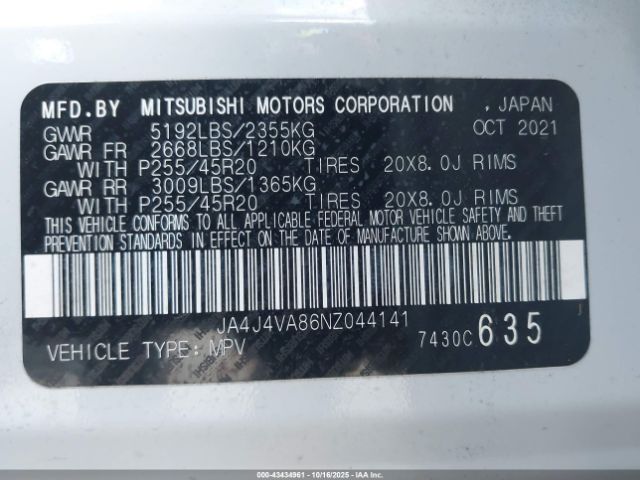 MFD.BY MITSUBISHI MOTORS CORPORATION , JAPAN
GVWR 5192LBS/2355KG OCT 2021
GAWR FR 2668LBS/1210KG
WITH P255/45R20 TIRES 20X8.0J RIMS
GAWR RR 3009LBS/1365KG
WITH P255/45R20 TIRES 20X8.0J RIMS
THIS VEHICLE CONFORMS TO ALL APPLICABLE FEDERAL MOTOR VEHICLE SAFETY AND THEFT
PREVENTION STANDARDS IN EFFECT ON THE DATE OF MANUFACTURE SHOWN ABOVE.
JA4J4VA86NZ044141
VEHICLE TYPE: MPV 7430C 635
J
000-43434961 - 10/16/2025 - IAAI.com